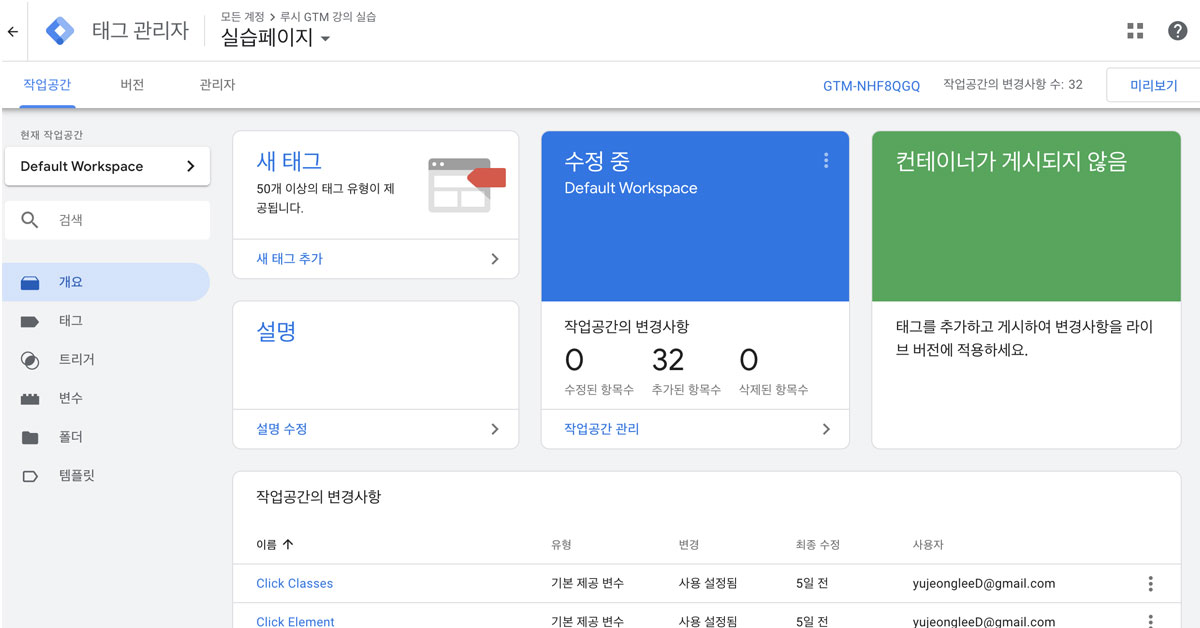 태그 관리자
모든 계정 > 루시 GTM 강의 실습
실습페이지
작업공간
버전
관리자
GTM-NHF8QGQ
작업공간의 변경사항 수: 32
미리보기
현재 작업공간
Default Workspace
검색
개요
태그
트리거
변수
폴더
템플릿
새 태그
50개 이상의 태그 유형이 제
공됩니다.
새 태그 추가
설명
설명 수정
수정 중
Default Workspace
작업공간의 변경사항
0 32 0
수정된 항목수 추가된 항목수 삭제된 항목수
작업공간 관리
컨테이너가 게시되지 않음
태그를 추가하고 게시하여 변경사항을 라이
브 버전에 적용하세요.
작업공간의 변경사항
이름 유형 변경 최종 수정 사용자
Click Classes 기본 제공 변수 사용 설정됨 5일 전 yujeongleeD@gmail.com
Click Element 기본 제공 변수 사용 설정됨 5일 전 yujeongleeD@gmail.com